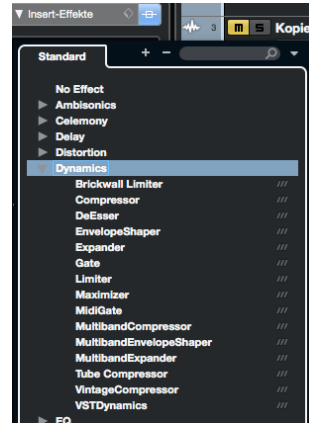 Insert-Effekte
3 m S Kopie
Standard + -
No Effect
Ambisonics
Celemony
Delay
Distortion
Dynamics
Brickwall Limiter
Compressor
DeEsser
EnvelopeShaper
Expander
Gate
Limiter
Maximizer
MidiGate
MultibandCompressor
MultibandEnvelopeShaper
MultibandExpander
Tube Compressor
VintageCompressor
VSTDynamics
EQ